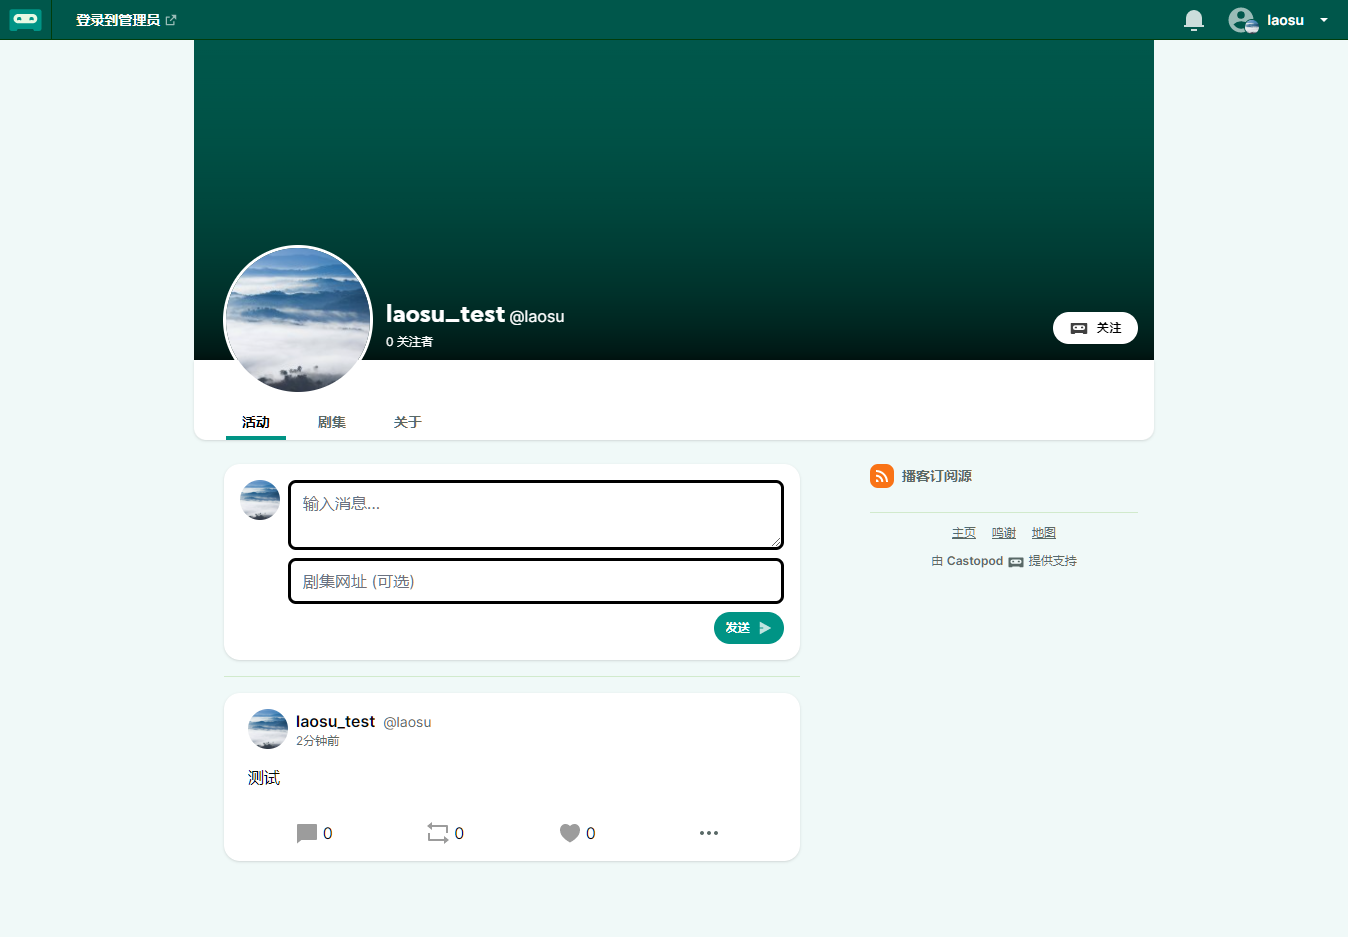 登录到管理员
laosu
laosu_test @laosu
0 关注者
关注
活动
剧集
关于
输入消息...
剧集网址 (可选)
发送
播客订阅源
主页 鸣谢 地图
由 Castopod 提供支持
laosu_test @laosu
2分钟前
测试
0
0
0